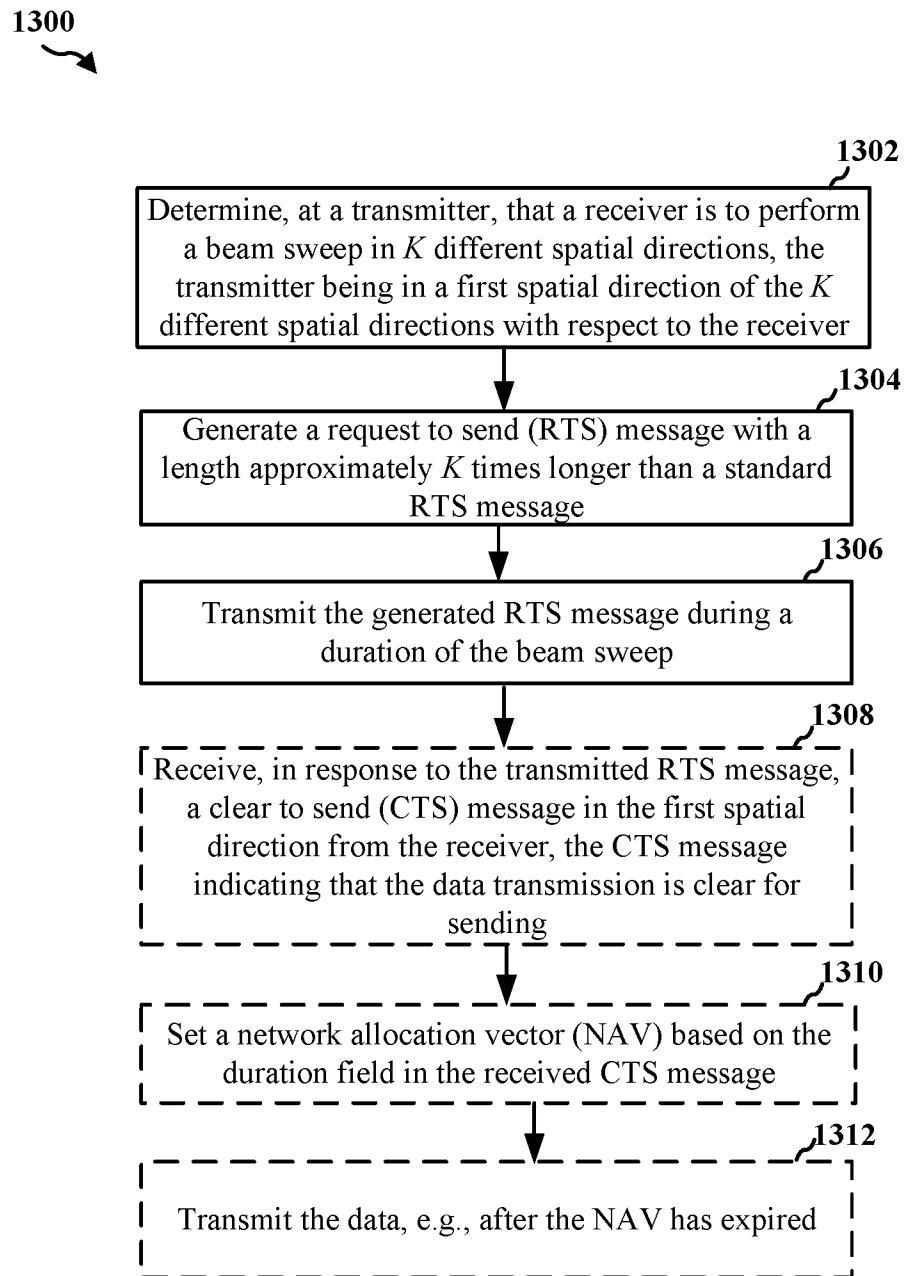 1300
1302
Determine, at a transmitter, that a receiver is to perform
a beam sweep in K different spatial directions, the
transmitter being in a first spatial direction of the K
different spatial directions with respect to the receiver
1304
Generate a request to send (RTS) message with a
length approximately K times longer than a standard
RTS message
1306
Transmit the generated RTS message during a
duration of the beam sweep
1308
Receive, in response to the transmitted RTS message,
a clear to send (CTS) message in the first spatial
direction from the receiver, the CTS message
indicating that the data transmission is clear for
sending
1310
Set a network allocation vector (NAV) based on the
duration field in the received CTS message
1312
Transmit the data, e.g., after the NAV has expired